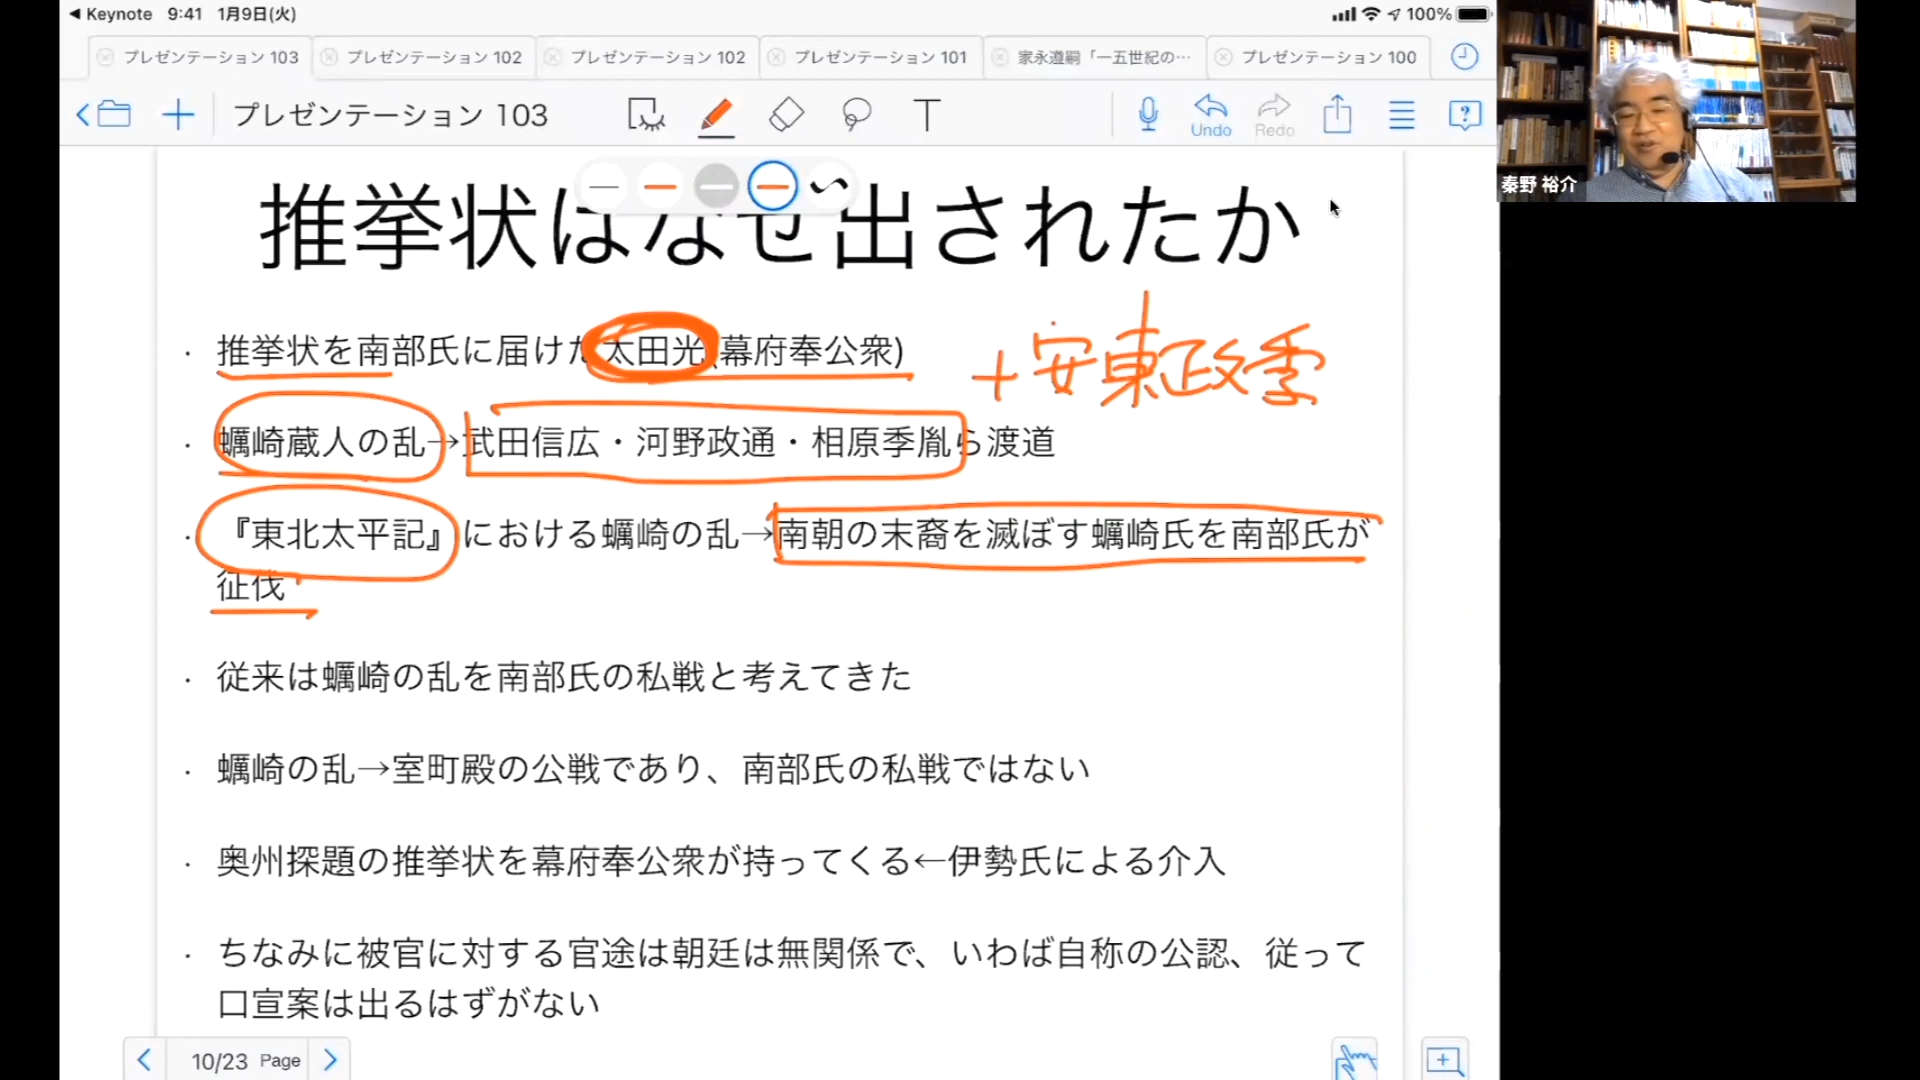 ◀ Keynote 9:41 1月9日(火) 100%
プレゼンテーション 103 プレゼンテーション 102 プレゼンテーション 102 プレゼンテーション 101 家永遵嗣「一五世紀の… プレゼンテーション 100
プレゼンテーション 103 T Undo Redo
秦野 裕介
推挙状はなぜ出されたか
・推挙状を南部氏に届けた太田光(幕府奉公衆)
+安東政季
・蠣崎蔵人の乱→武田信広・河野政通・相原季胤ら渡道
・『東北太平記』における蠣崎の乱→南朝の末裔を滅ぼす蠣崎氏を南部氏が
征伐
・従来は蠣崎の乱を南部氏の私戦と考えてきた
・蠣崎の乱→室町殿の公戦であり、南部氏の私戦ではない
・奥州探題の推挙状を幕府奉公衆が持ってくる←伊勢氏による介入
・ちなみに被官に対する官途は朝廷は無関係で、いわば自称の公認、従って
口宣案は出るはずがない
10/23 Page